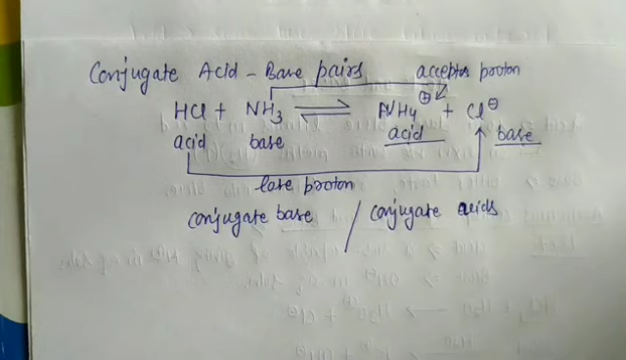 Conjugate Acid - Base pairs accepts proton
HCl + NH3 ⇌ NH4⊕ + Cl⊖
acid base acid base
lose proton
conjugate base / conjugate acids